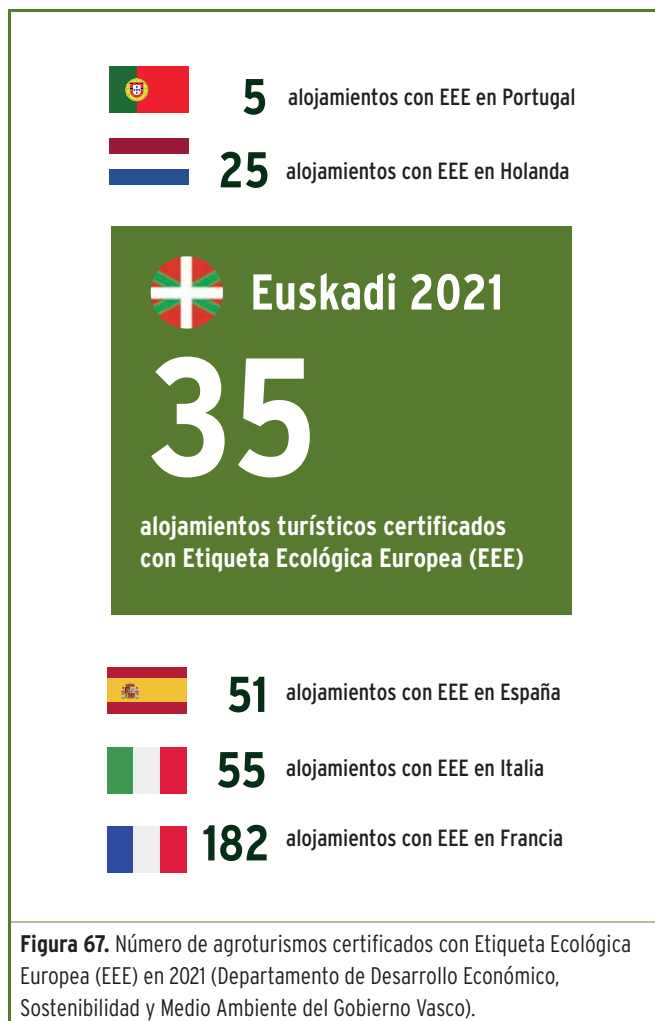 5 alojamientos con EEE en Portugal
25 alojamientos con EEE en Holanda
Euskadi 2021
35
alojamientos turísticos certificados
con Etiqueta Ecológica Europea (EEE)
51 alojamientos con EEE en España
55 alojamientos con EEE en Italia
182 alojamientos con EEE en Francia
Figura 67. Número de agroturismos certificados con Etiqueta Ecológica
Europea (EEE) en 2021 (Departamento de Desarrollo Económico,
Sostenibilidad y Medio Ambiente del Gobierno Vasco).